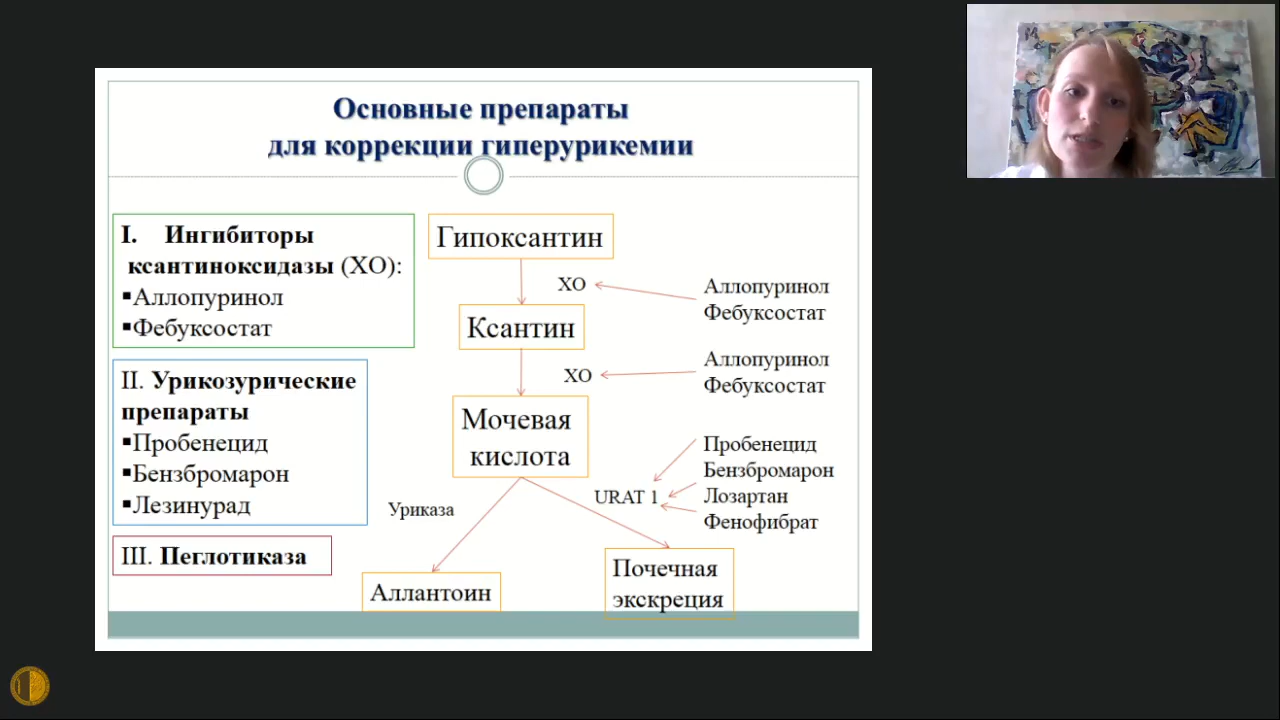 Основные препараты
для коррекции гиперурикемии
I. Ингибиторы
ксантиноксидазы (ХО):
▪Аллопуринол
▪Фебуксостат
II. Урикозурические
препараты
▪Пробенецид
▪Бензбромарон
▪Лезинурад
III. Пеглотиказа
Гипоксантин
ХО
Аллопуринол
Фебуксостат
Ксантин
ХО
Аллопуринол
Фебуксостат
Мочевая
кислота
Уриказа
URAT 1
Пробенецид
Бензбромарон
Лозартан
Фенофибрат
Аллантоин
Почечная
экскреция